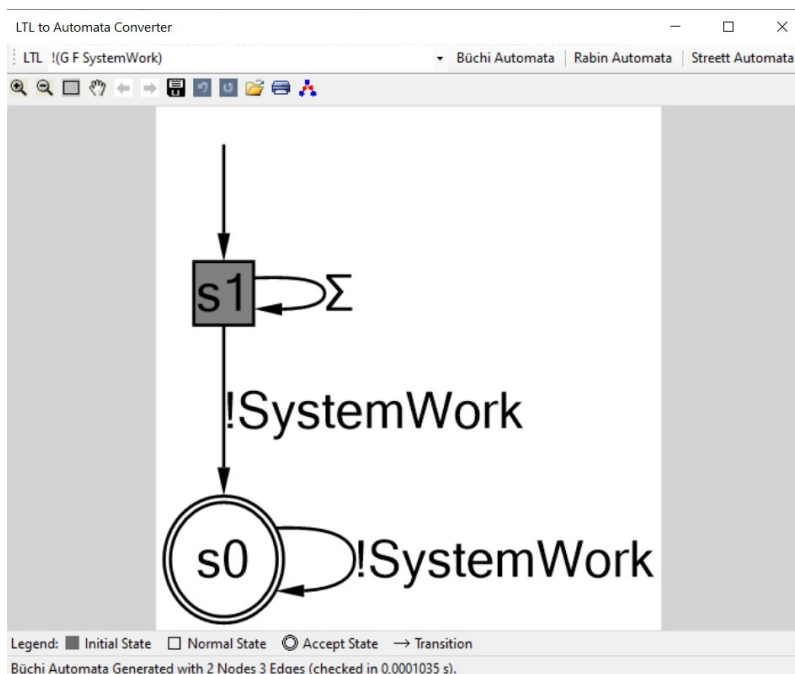 LTL to Automata Converter
LTL !(G F SystemWork) Büchi Automata Rabin Automata Streett Automata
s1 Σ
!SystemWork
s0 !SystemWork
Legend: Initial State Normal State Accept State → Transition
Büchi Automata Generated with 2 Nodes 3 Edges (checked in 0,0001035 s).